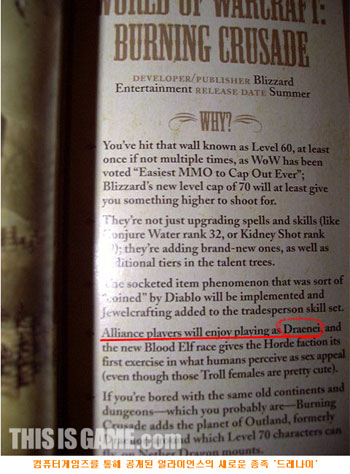 WORLD OF WARCRAFT:
BURNING CRUSADE
DEVELOPER/PUBLISHER Blizzard
Entertainment RELEASE DATE Summer
WHY?
You've hit that wall known as Level 60, at least
once if not multiple times, as WoW has been
voted "Easiest MMO to Cap Out Ever";
Blizzard's new level cap of 70 will at least give
you something higher to shoot for.
They're not just upgrading spells and skills (like
Conjure Water rank 32, or Kidney Shot rank
); they're adding brand-new ones, as well as
additional tiers in the talent trees.
The socketed item phenomenon that was sort of
"coined" by Diablo will be implemented and
Jewelcrafting added to the tradesperson skill set.
Alliance players will enjoy playing as Draenei, and
the new Blood Elf race gives the Horde faction its
first exercise in what humans perceive as sex appeal
(even though those Troll females are pretty cute).
If you're bored with the same old continents and
dungeons—which you probably are—Burning
Crusade adds the planet of Outland, formerly
and which Level 70 characters can
Nether Dragon mounts.
THIS IS GAME.com
컴퓨터게임즈를 통해 공개된 얼라이언스의 새로운 종족 '드레나이'